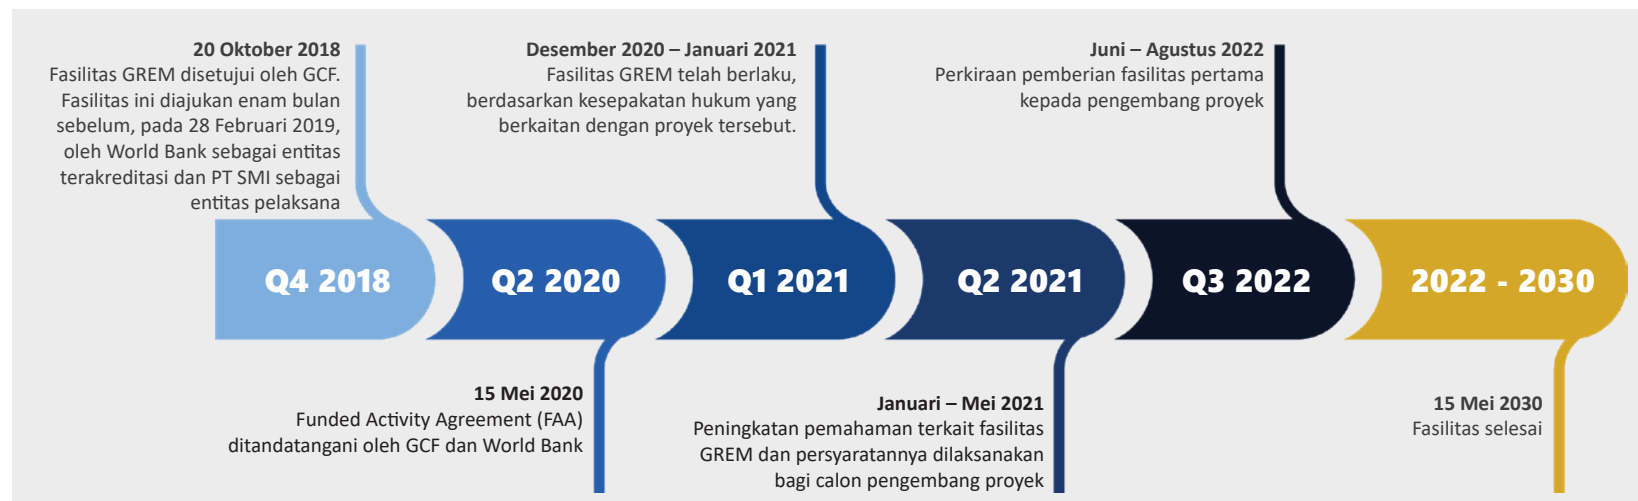 20 Oktober 2018
Fasilitas GREM disetujui oleh GCF.
Fasilitas ini diajukan enam bulan
sebelum, pada 28 Februari 2019,
oleh World Bank sebagai entitas
terakreditasi dan PT SMI sebagai
entitas pelaksana
Desember 2020 – Januari 2021
Fasilitas GREM telah berlaku,
berdasarkan kesepakatan hukum yang
berkaitan dengan proyek tersebut.
Juni – Agustus 2022
Perkiraan pemberian fasilitas pertama
kepada pengembang proyek
Q4 2018
Q2 2020
Q1 2021
Q2 2021
Q3 2022
2022 - 2030
15 Mei 2020
Funded Activity Agreement (FAA)
ditandatangani oleh GCF dan World Bank
Januari – Mei 2021
Peningkatan pemahaman terkait fasilitas
GREM dan persyaratannya dilaksanakan
bagi calon pengembang proyek
15 Mei 2030
Fasilitas selesai